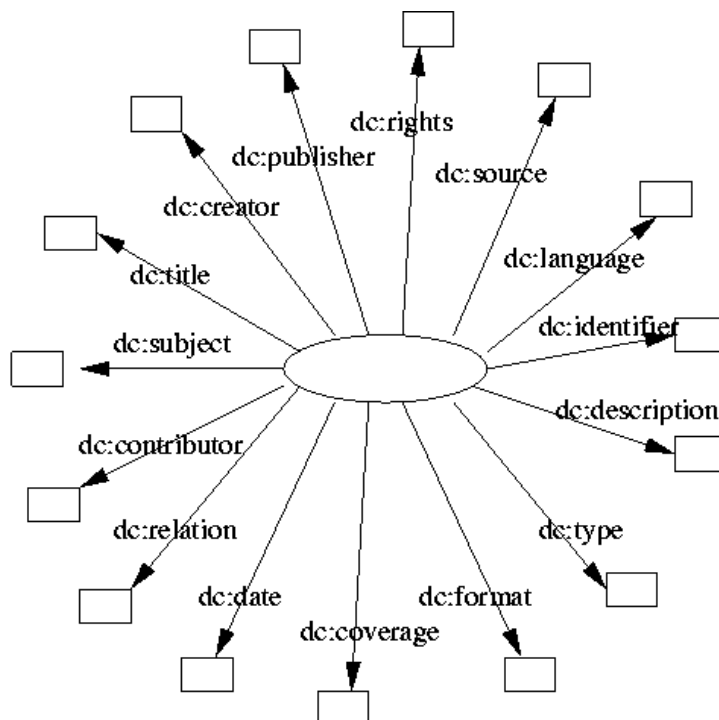 dc:rights
dc:publisher
dc:source
dc:creator
dc:language
dc:title
dc:identifier
dc:subject
dc:description
dc:contributor
dc:relation
dc:type
dc:date
dc:format
dc:coverage